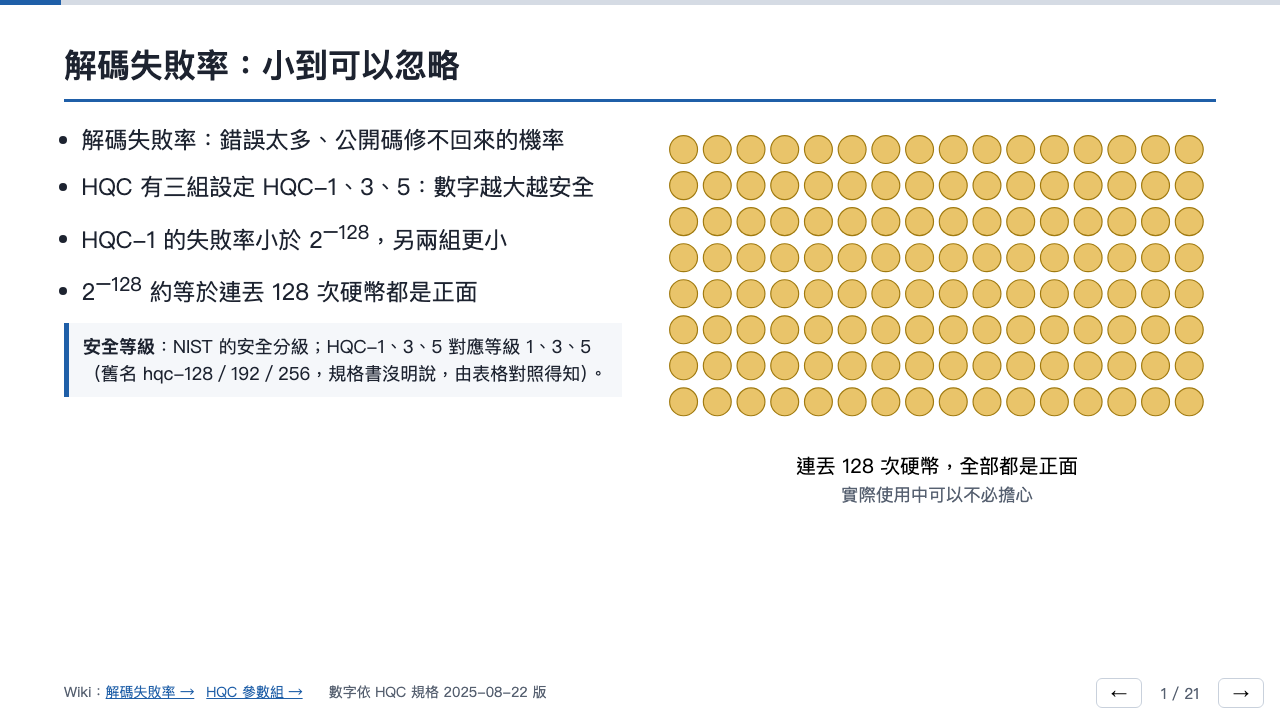 解碼失敗率：小到可以忽略
• 解碼失敗率：錯誤太多、公開碼修不回來的機率
• HQC 有三組設定 HQC–1、3、5：數字越大越安全
• HQC–1 的失敗率小於 2⁻¹²⁸，另兩組更小
• 2⁻¹²⁸ 約等於連丟 128 次硬幣都是正面
安全等級：NIST 的安全分級；HQC–1、3、5 對應等級 1、3、5
（舊名 hqc–128 / 192 / 256，規格書沒明說，由表格對照得知）。
連丟 128 次硬幣，全部都是正面
實際使用中可以不必擔心
Wiki：解碼失敗率 → HQC 參數組 → 數字依 HQC 規格 2025–08–22 版
← 1 / 21 →